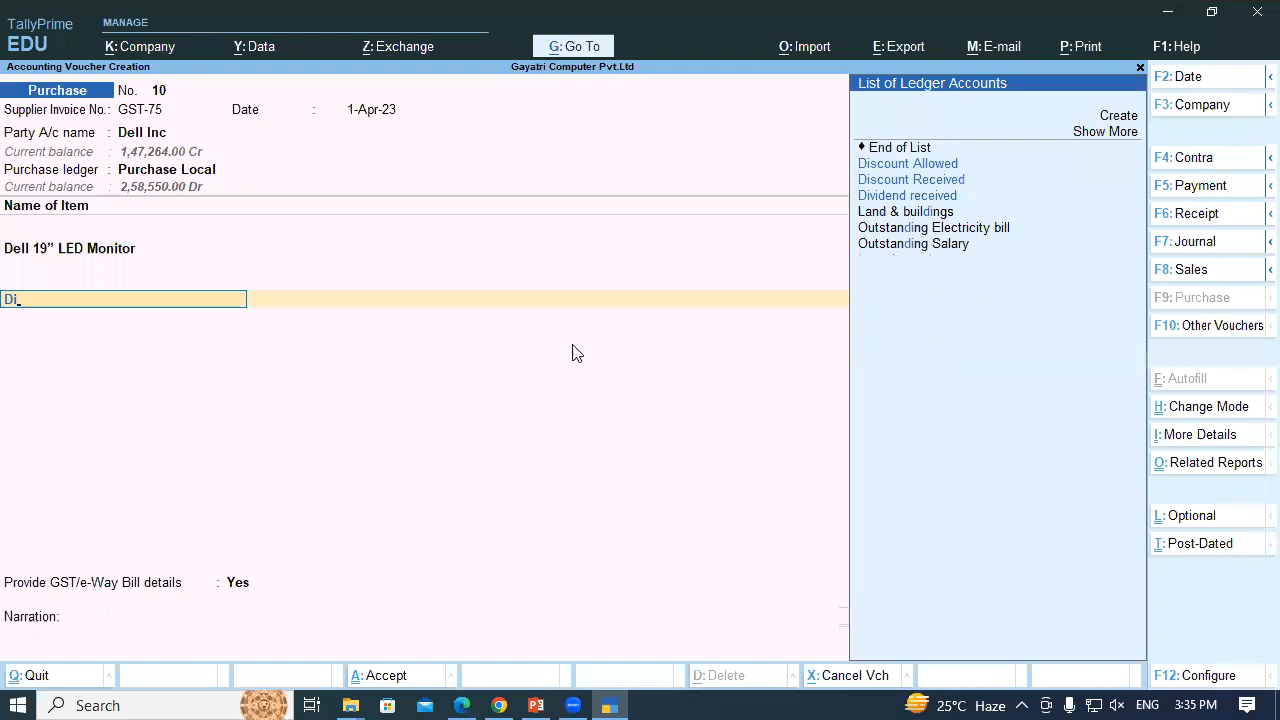 TallyPrime
EDU
MANAGE
K: Company
Y: Data
Z: Exchange
G: Go To
O: Import
E: Export
M: E-mail
P: Print
F1: Help
Accounting Voucher Creation
Gayatri Computer Pvt.Ltd
Purchase No. 10
Supplier Invoice No.: GST-75 Date : 1-Apr-23
Party A/c name : Dell Inc
Current balance : 1,47,264.00 Cr
Purchase ledger : Purchase Local
Current balance : 2,58,550.00 Dr
Name of Item
Dell 19” LED Monitor
Di
Provide GST/e-Way Bill details : Yes
Narration:
List of Ledger Accounts
Create
Show More
♦ End of List
Discount Allowed
Discount Received
Dividend received
Land & buildings
Outstanding Electricity bill
Outstanding Salary
F2: Date
F3: Company
F4: Contra
F5: Payment
F6: Receipt
F7: Journal
F8: Sales
F9: Purchase
F10: Other Vouchers
F: Autofill
H: Change Mode
I: More Details
O: Related Reports
L: Optional
T: Post-Dated
F12: Configure
Q: Quit
A: Accept
D: Delete
X: Cancel Vch
Search
25°C Haze
ENG
3:35 PM